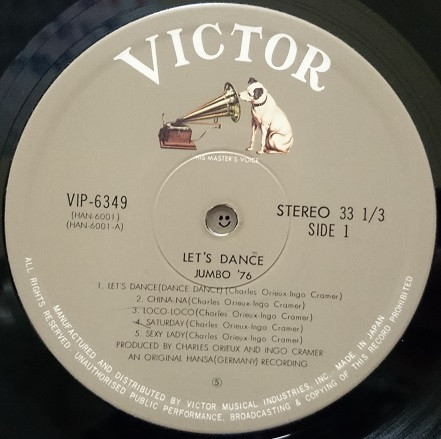 VICTOR
HIS MASTER'S VOICE
VIP-6349
(HAN-6001)
(HAN-6001-A)
STEREO 33 1/3
SIDE 1
LET'S DANCE
JUMBO '76
1. LET'S DANCE(DANCE DANCE) (Charles Orieux-Ingo Cramer)
2. CHINA-NA(Charles Orieux-Ingo Cramer)
3. LOCO-LOCO(Charles Orieux-Ingo Cramer)
4. SATURDAY(Charles Orieux-Ingo Cramer)
5. SEXY LADY(Charles Orieux-Ingo Cramer)
PRODUCED BY CHARLES ORIEUX AND INGO CRAMER
AN ORIGINAL HANSA(GERMANY) RECORDING
S
MANUFACTURED AND DISTRIBUTED BY VICTOR MUSICAL INDUSTRIES, INC. MADE IN JAPAN
ALL RIGHTS RESERVED UNAUTHORISED PUBLIC PERFORMANCE, BROADCASTING & COPYING OF THIS RECORD PROHIBITED